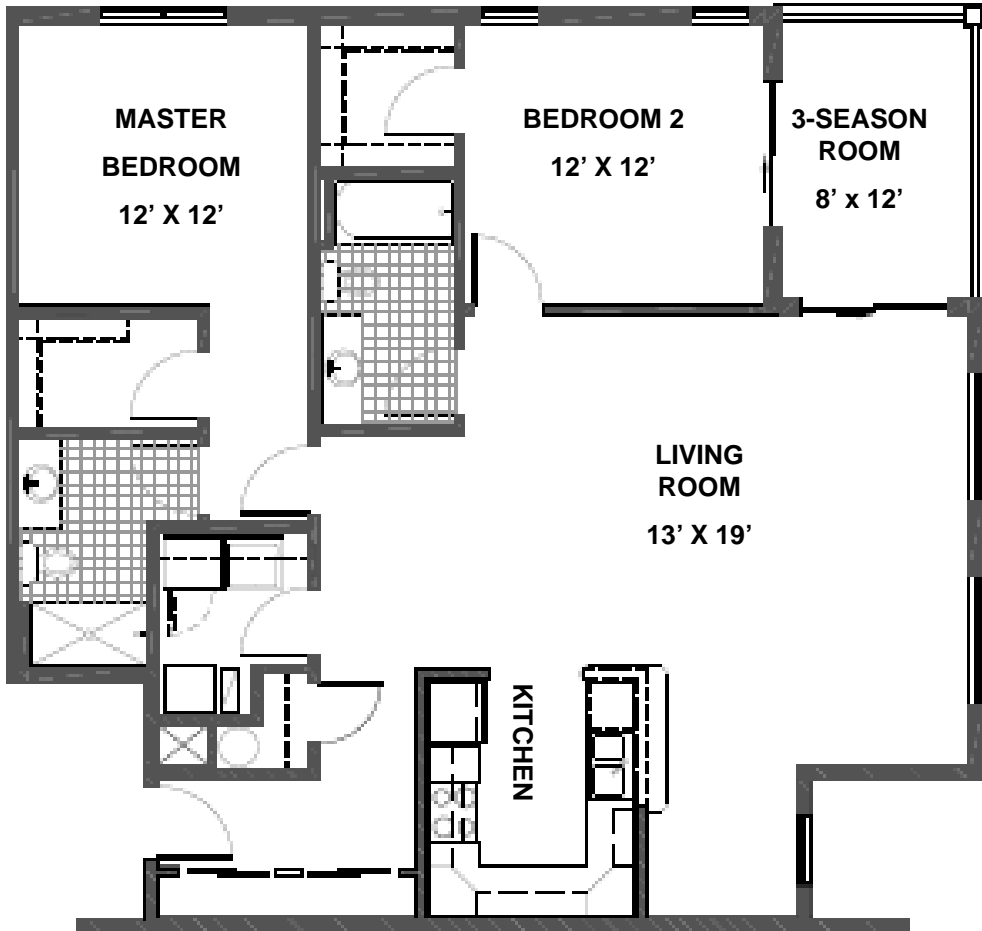 MASTER
BEDROOM
12’ X 12’
BEDROOM 2
12’ X 12’
3-SEASON
ROOM
8’ x 12’
LIVING
ROOM
13’ X 19’
KITCHEN